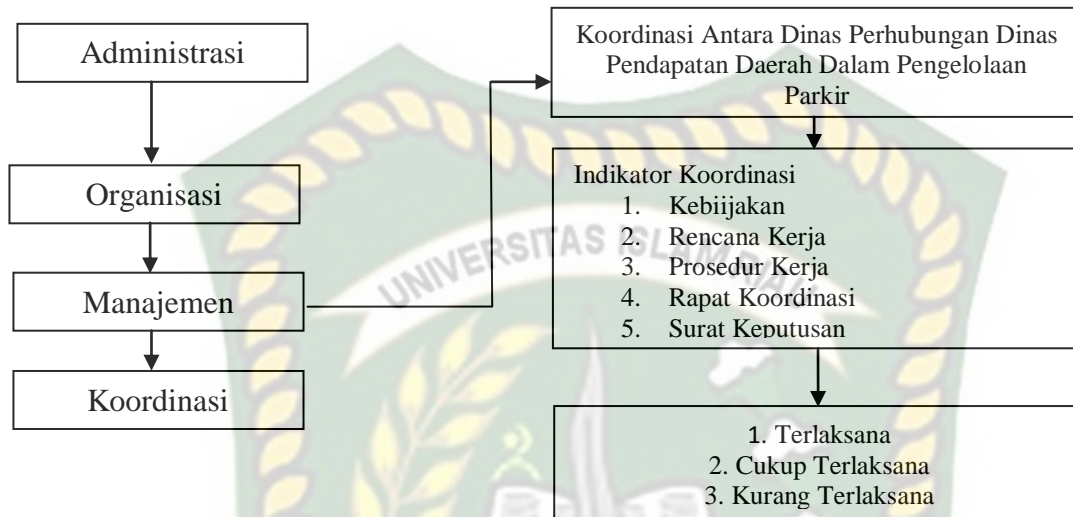 Administrasi
Organisasi
Manajemen
Koordinasi
Koordinasi Antara Dinas Perhubungan Dinas
Pendapatan Daerah Dalam Pengelolaan
Parkir
Indikator Koordinasi
1. Kebiijakan
2. Rencana Kerja
3. Prosedur Kerja
4. Rapat Koordinasi
5. Surat Keputusan
1. Terlaksana
2. Cukup Terlaksana
3. Kurang Terlaksana
UNIVERSITAS ISLAM RIAU